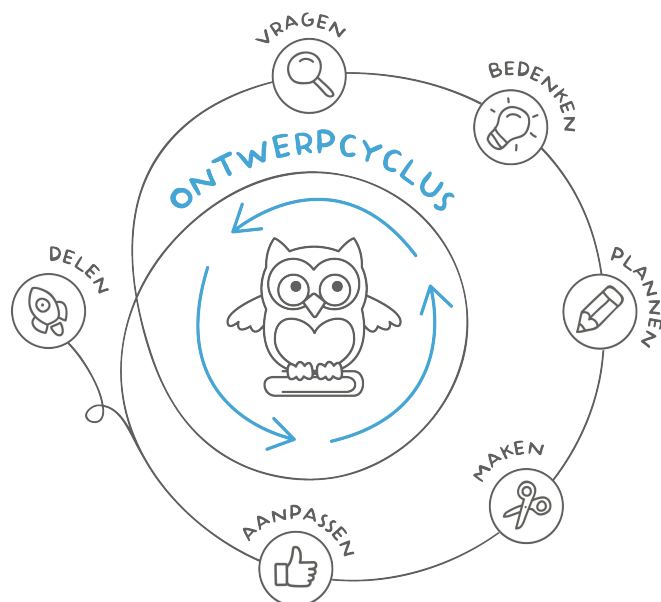 VRAGEN
BEDENKEN
ONTWERPCYCLUS
PLANNEN
DELEN
MAKEN
AANPASSEN